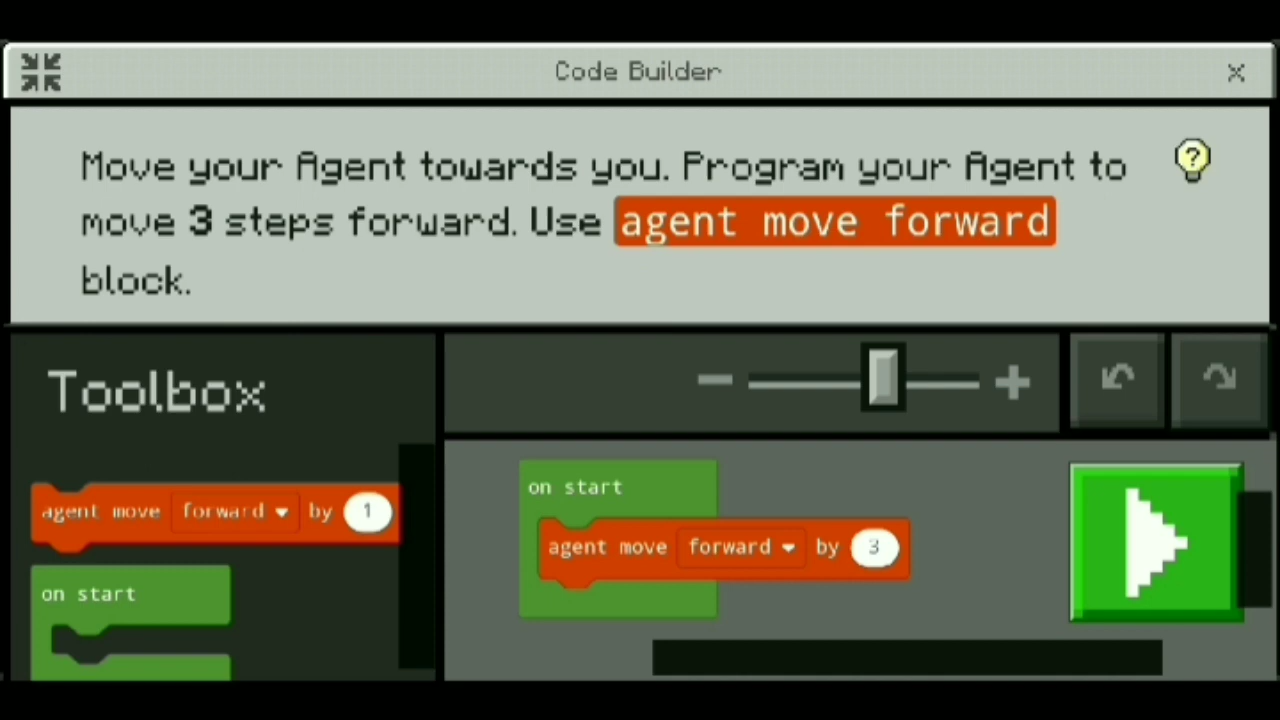 Code Builder
Move your Agent towards you. Program your Agent to
move 3 steps forward. Use agent move forward
block.
Toolbox
agent move forward by 1
on start
on start
agent move forward by 3